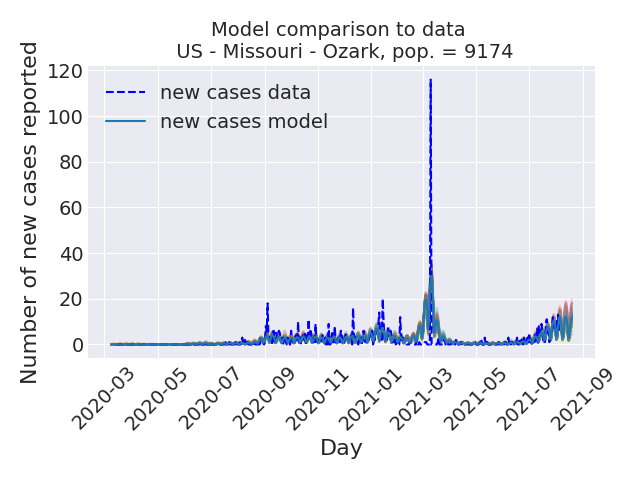 Model comparison to data
US - Missouri - Ozark, pop. = 9174
Number of new cases reported
120
100
80
60
40
20
0
new cases data
new cases model
2020-03
2020-05
2020-07
2020-09
2020-11
2021-01
2021-03
2021-05
2021-07
2021-09
Day